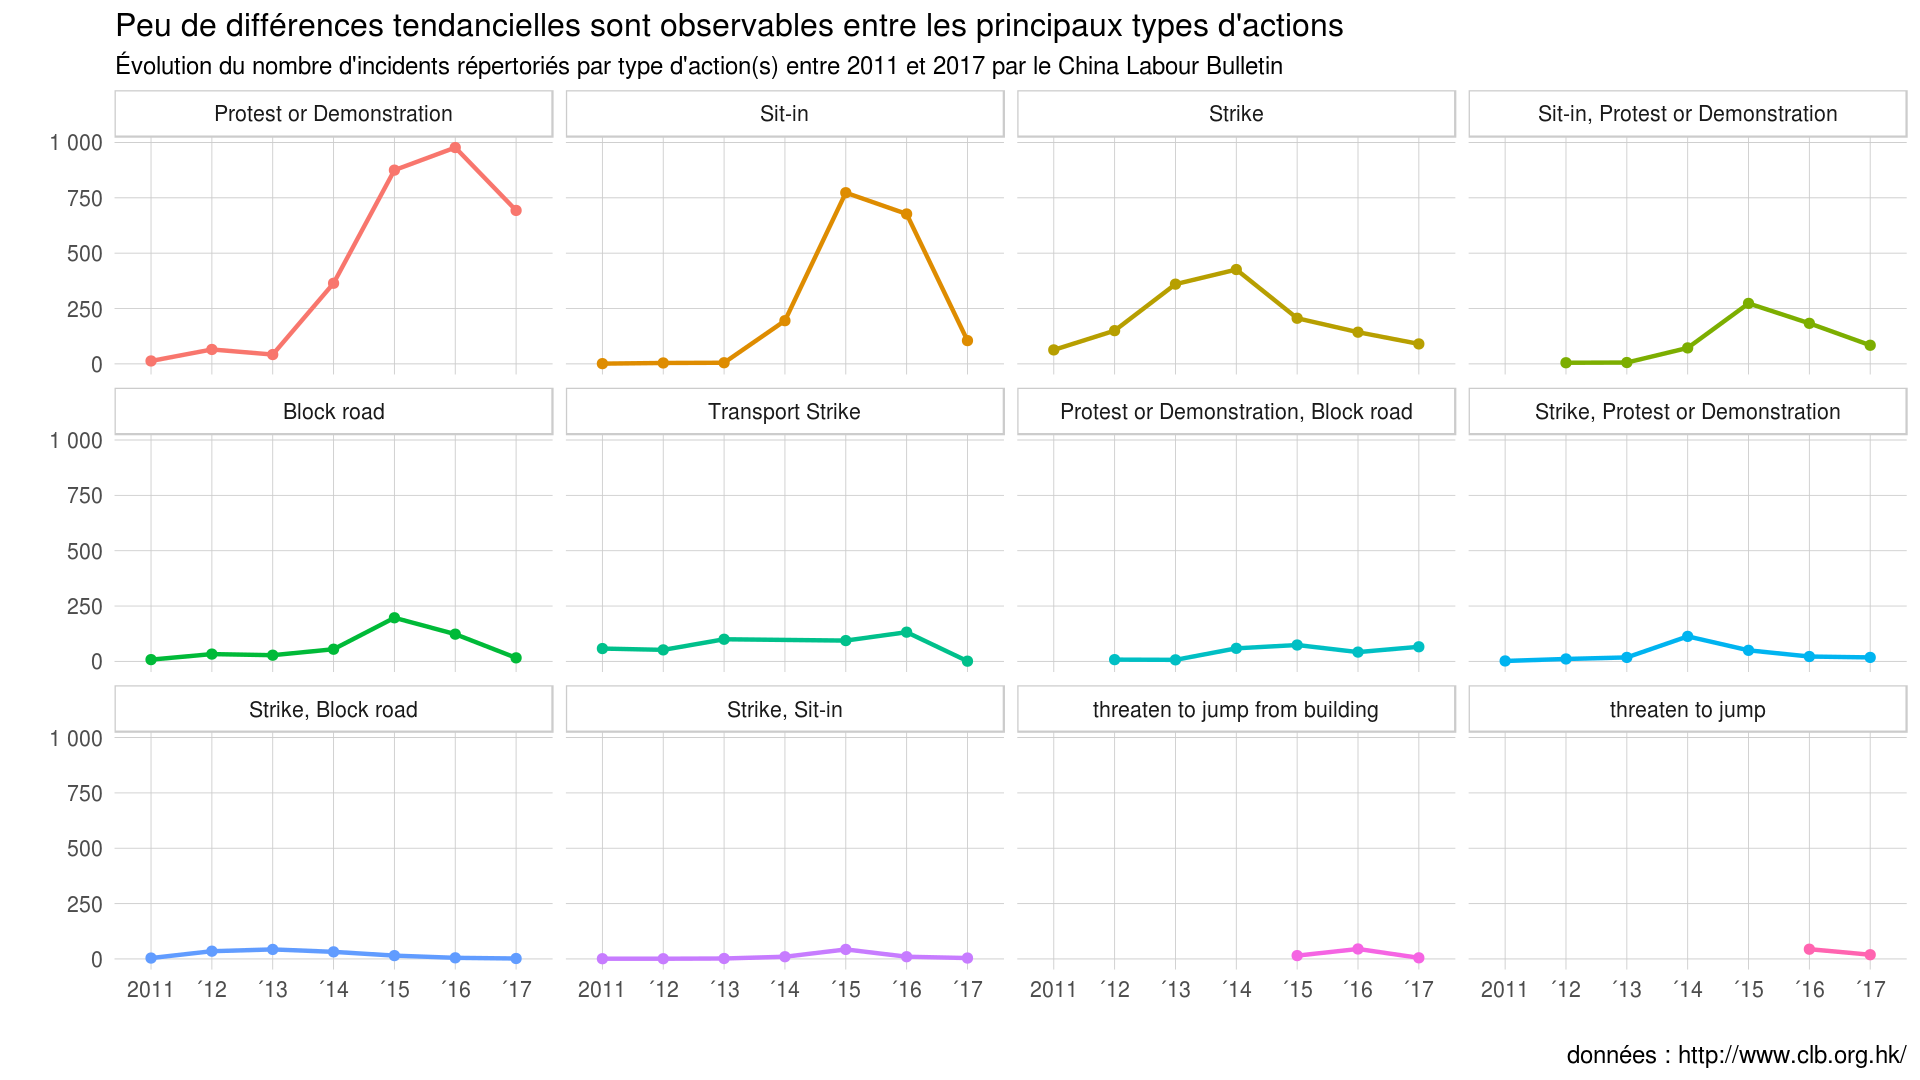 Peu de différences tendancielles sont observables entre les principaux types d'actions
Évolution du nombre d'incidents répertoriés par type d'action(s) entre 2011 et 2017 par le China Labour Bulletin
Protest or Demonstration
Sit-in
Strike
Sit-in, Protest or Demonstration
1 000
750
500
250
0
Block road
Transport Strike
Protest or Demonstration, Block road
Strike, Protest or Demonstration
1 000
750
500
250
0
Strike, Block road
Strike, Sit-in
threaten to jump from building
threaten to jump
1 000
750
500
250
0
2011 ´12 ´13 ´14 ´15 ´16 ´17
2011 ´12 ´13 ´14 ´15 ´16 ´17
2011 ´12 ´13 ´14 ´15 ´16 ´17
2011 ´12 ´13 ´14 ´15 ´16 ´17
données : http://www.clb.org.hk/